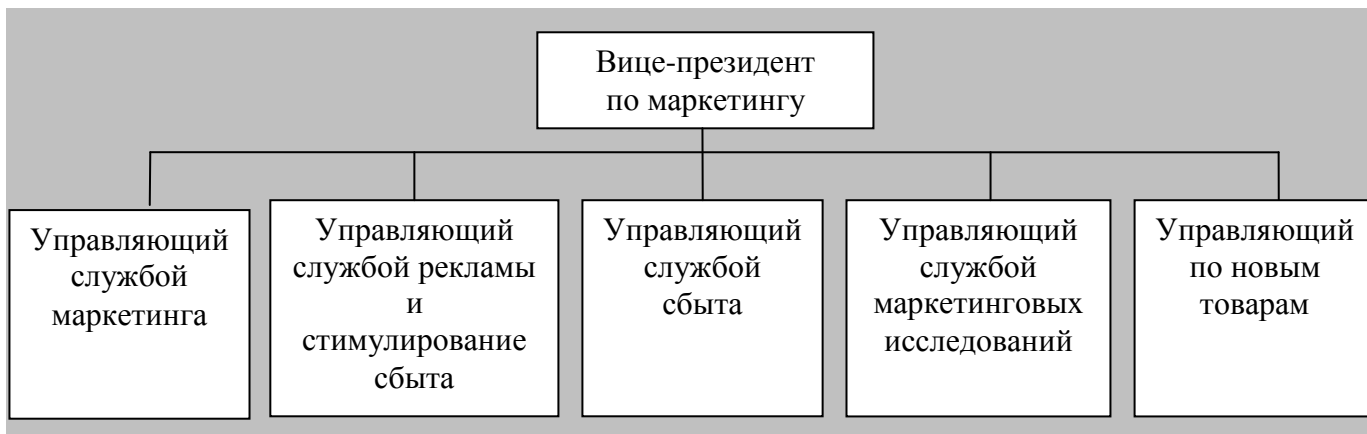 Вице-президент
по маркетингу
Управляющий
службой
маркетинга
Управляющий
службой рекламы
и
стимулирование
сбыта
Управляющий
службой
сбыта
Управляющий
службой
маркетинговых
исследований
Управляющий
по новым
товарам